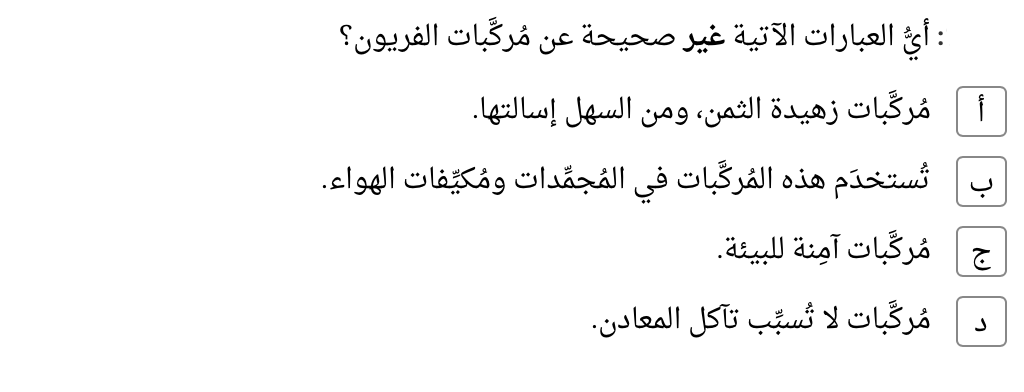 : أيُّ العبارات الآتية غير صحيحة عن مُركَّبات الفريون؟
أ مُركَّبات زهيدة الثمن، ومن السهل إسالتها.
ب تُستخدَم هذه المُركَّبات في المُجمِّدات ومُكيِّفات الهواء.
ج مُركَّبات آمِنة للبيئة.
د مُركَّبات لا تُسبِّب تآكل المعادن.